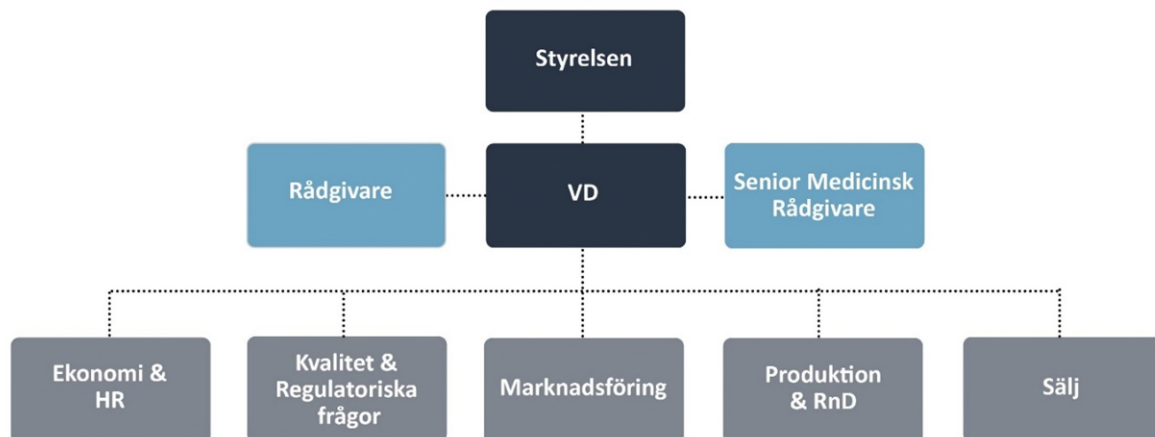 Styrelsen
Rådgivare
VD
Senior Medicinsk
Rådgivare
Ekonomi &
HR
Kvalitet &
Regulatoriska
frågor
Marknadsföring
Produktion
& RnD
Sälj